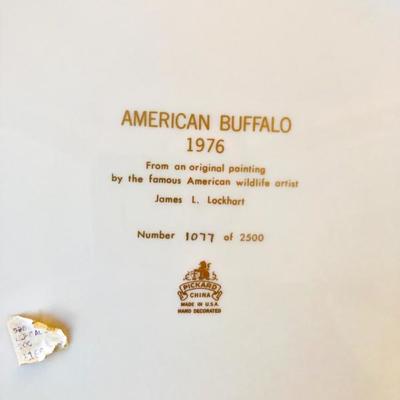 AMERICAN BUFFALO
1976
From an original painting
by the famous American wildlife artist
James L. Lockhart
Number 1077 of 2500
PICKARD
CHINA
MADE IN U.S.A.
HAND DECORATED